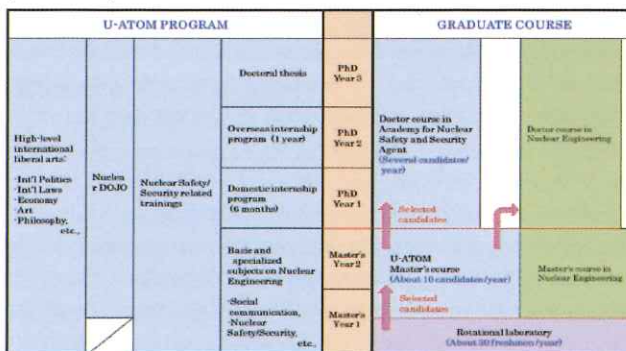 U-ATOM PROGRAM
GRADUATE COURSE
High-level
international
liberal arts:
·Int'l Politics
·Int'l Laws
·Economy
·Art
·Philosophy,
etc.,
Nuclea
r DOJO
Nuclear Safety/
Security related
trainings
Doctoral thesis
Overseas internship
program (1 year)
Domestic internship
program
(6 months)
Basic and
specialized
subjects on Nuclear
Engineering
·Social
communication,
·Nuclear
Safety/Security,
etc.,
PhD
Year 3
PhD
Year 2
PhD
Year 1
Master's
Year 2
Master's
Year 1
Doctor course in
Academy for Nuclear
Safety and Security
Agent
(Several candidates/
year)
Selected
candidates
U-ATOM
Master's course
(About 10 candidates/year)
Selected
candidates
Doctor course in
Nuclear Engineering
Master's course in
Nuclear Engineering
Rotational laboratory
(About 30 freshmen/year)